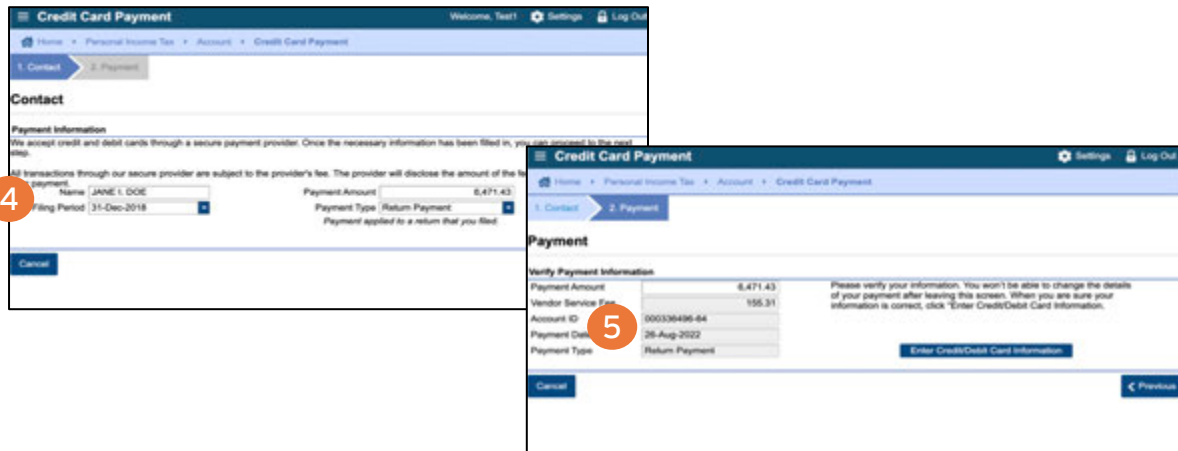 Credit Card Payment
Welcome, Test1 Settings Log Out
Home Personal Income Tax Account Credit Card Payment
1. Contact 2. Payment
Contact
Payment Information
We accept credit and debit cards through a secure payment provider. Once the necessary information has been filled in, you can proceed to the next
step.
All transactions through our secure provider are subject to the provider's fee. The provider will disclose the amount of the
payment.
4
Name JANE I. DOE Payment Amount 6,471.43
Filing Period 31-Dec-2018 Payment Type Return Payment
Payment applied to a return that you filed.
Cancel
Credit Card Payment
Settings Log Out
Home Personal Income Tax Account Credit Card Payment
1. Contact 2. Payment
Payment
Verify Payment Information
Payment Amount 6,471.43
Vendor Service Fee 155.31
Account ID 000336496-64
Payment Date 26-Aug-2022
Payment Type Return Payment
5
Please verify your information. You won't be able to change the details
of your payment after leaving this screen. When you are sure your
information is correct, click "Enter Credit/Debit Card Information.
Enter Credit/Debit Card Information
Cancel
Previous